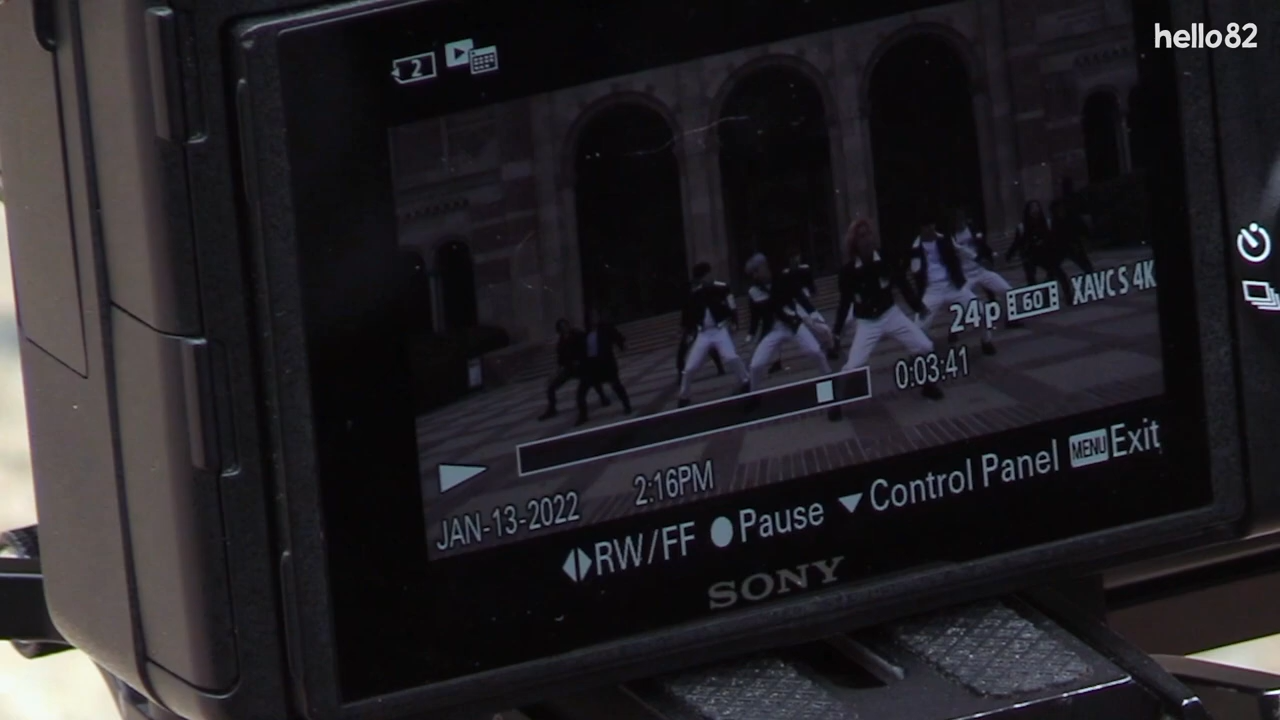 hello82
2
24p 60 XAVC S 4K
0:03:41
JAN-13-2022 2:16PM
RW/FF Pause Control Panel MENU Exit
SONY